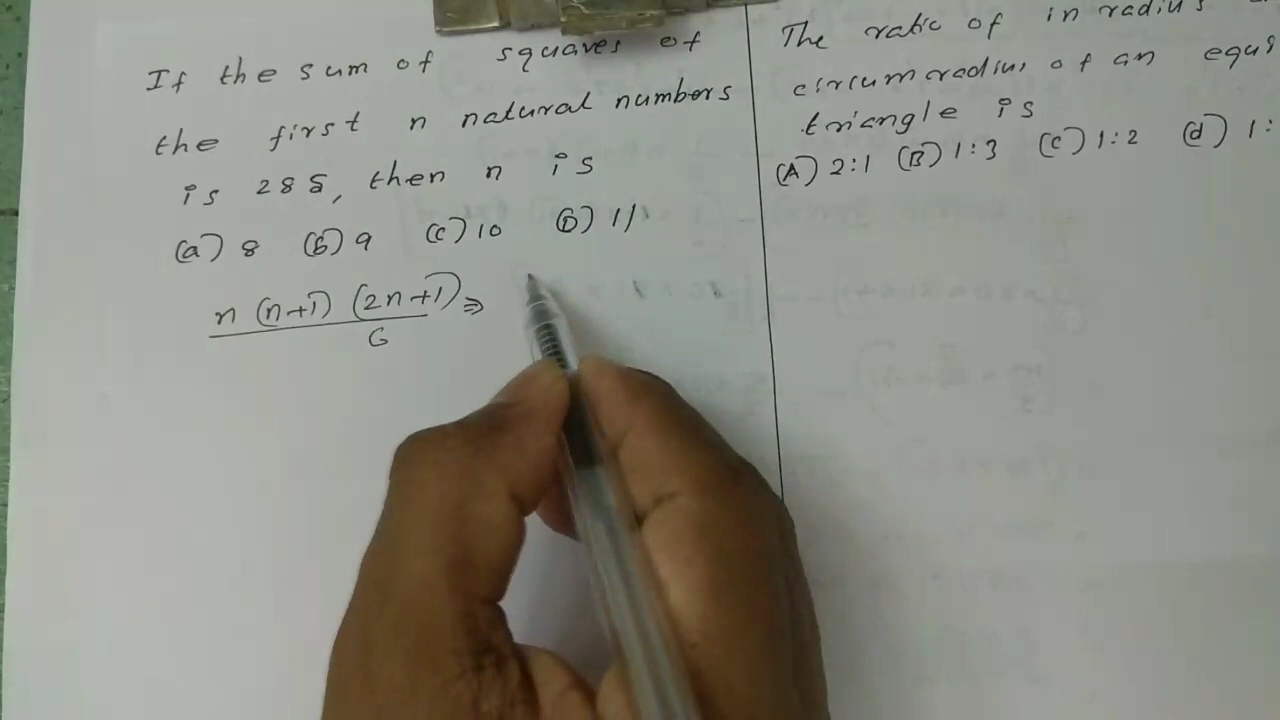 If the sum of squares of
the first n natural numbers
is 285, then n is
(a) 8 (b) 9 (c) 10 (D) 11
n (n+1) (2n+1) ⇒
6
The ratio of in radius
circumradius of an
triangle is
(A) 2:1 (B) 1:3 (c) 1:2 (d) 1: